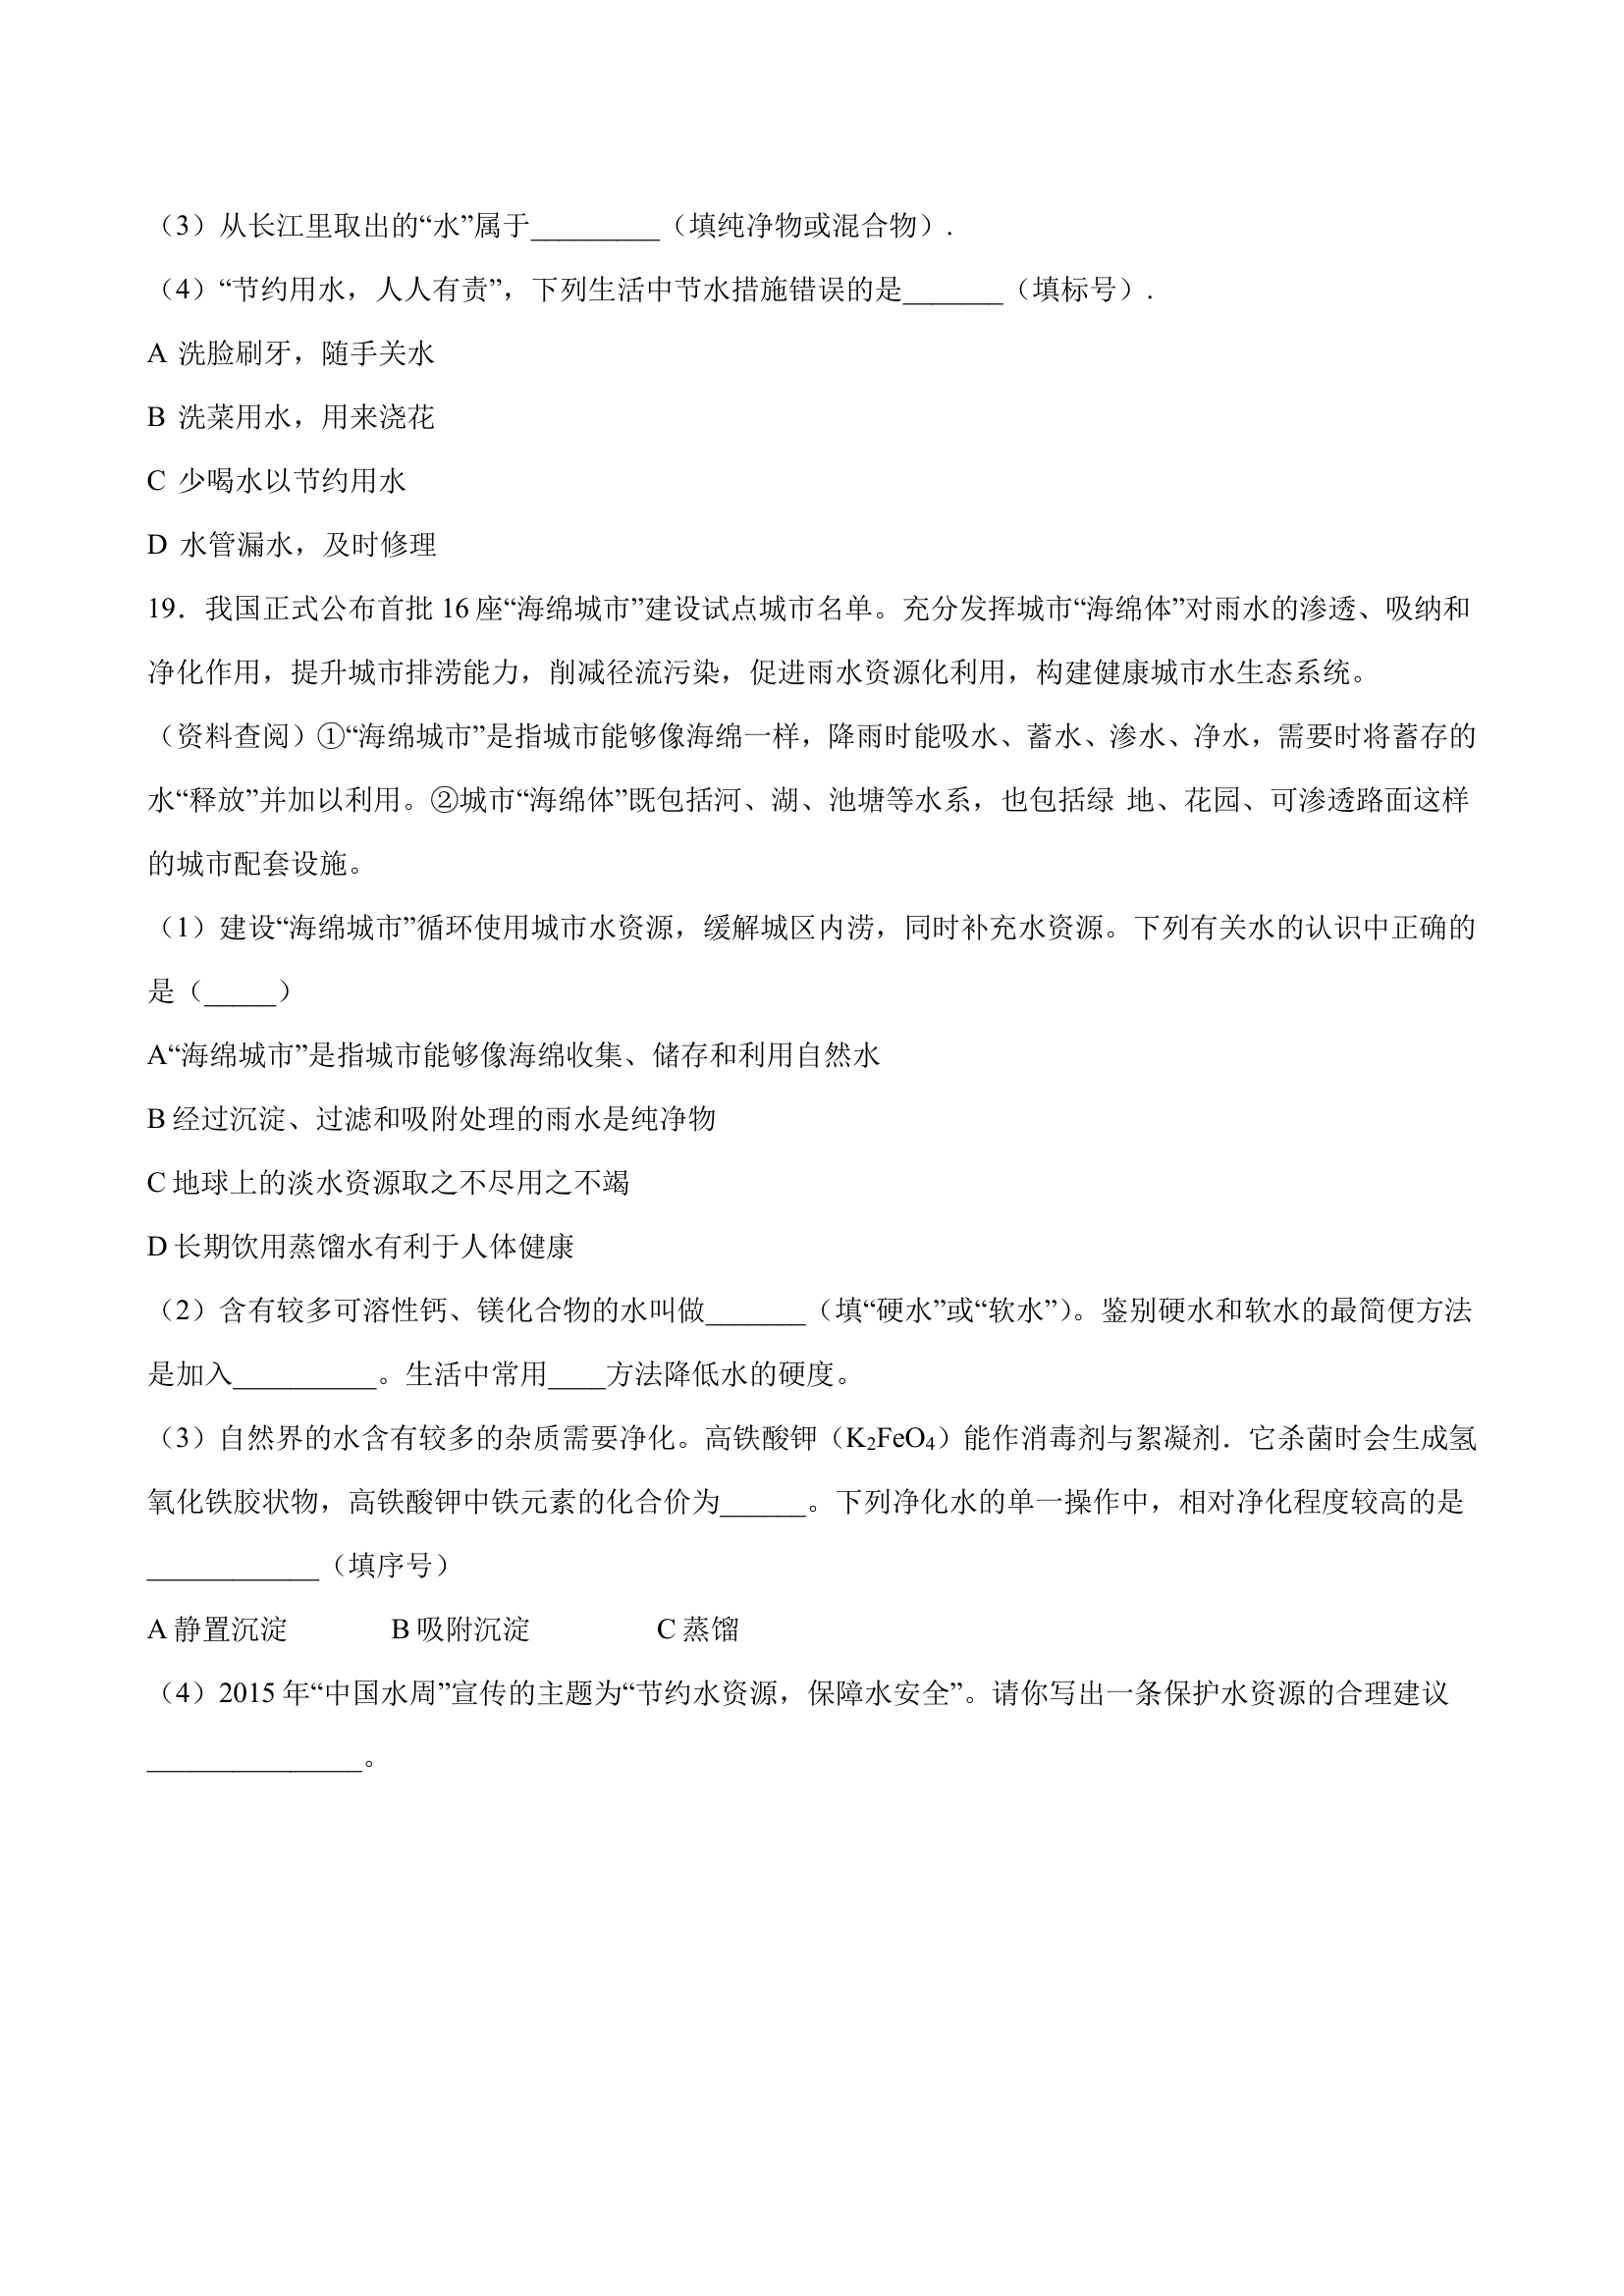 （3）从长江里取出的“水”属于_________（填纯净物或混合物）.
（4）“节约用水，人人有责”，下列生活中节水措施错误的是_______（填标号）.
A 洗脸刷牙，随手关水
B 洗菜用水，用来浇花
C 少喝水以节约用水
D 水管漏水，及时修理
19．我国正式公布首批 16 座“海绵城市”建设试点城市名单。充分发挥城市“海绵体”对雨水的渗透、吸纳和
净化作用，提升城市排涝能力，削减径流污染，促进雨水资源化利用，构建健康城市水生态系统。
（资料查阅）①“海绵城市”是指城市能够像海绵一样，降雨时能吸水、蓄水、渗水、净水，需要时将蓄存的
水“释放”并加以利用。②城市“海绵体”既包括河、湖、池塘等水系，也包括绿 地、花园、可渗透路面这样
的城市配套设施。
（1）建设“海绵城市”循环使用城市水资源，缓解城区内涝，同时补充水资源。下列有关水的认识中正确的
是（_____）
A“海绵城市”是指城市能够像海绵收集、储存和利用自然水
B 经过沉淀、过滤和吸附处理的雨水是纯净物
C 地球上的淡水资源取之不尽用之不竭
D 长期饮用蒸馏水有利于人体健康
（2）含有较多可溶性钙、镁化合物的水叫做_______（填“硬水”或“软水”）。鉴别硬水和软水的最简便方法
是加入__________。生活中常用____方法降低水的硬度。
（3）自然界的水含有较多的杂质需要净化。高铁酸钾（K₂FeO₄）能作消毒剂与絮凝剂．它杀菌时会生成氢
氧化铁胶状物，高铁酸钾中铁元素的化合价为______。下列净化水的单一操作中，相对净化程度较高的是
____________（填序号）
A 静置沉淀 B 吸附沉淀 C 蒸馏
（4）2015 年“中国水周”宣传的主题为“节约水资源，保障水安全”。请你写出一条保护水资源的合理建议
_______________。